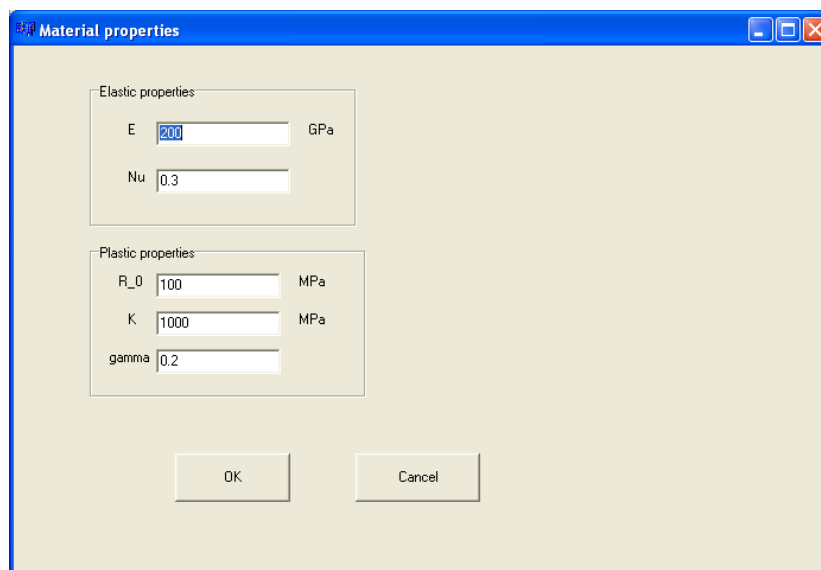 Material properties
Elastic properties
E 200 GPa
Nu 0.3
Plastic properties
R_0 100 MPa
K 1000 MPa
gamma 0.2
OK Cancel